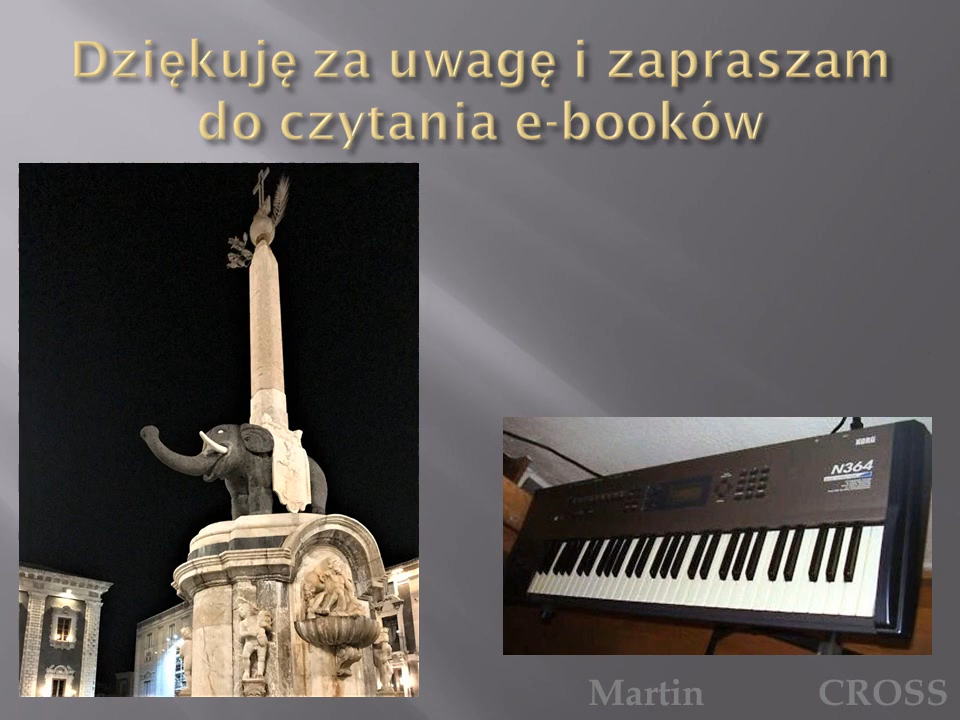 Dziękuję za uwagę i zapraszam
do czytania e-booków
KORG
N364
Martin CROSS